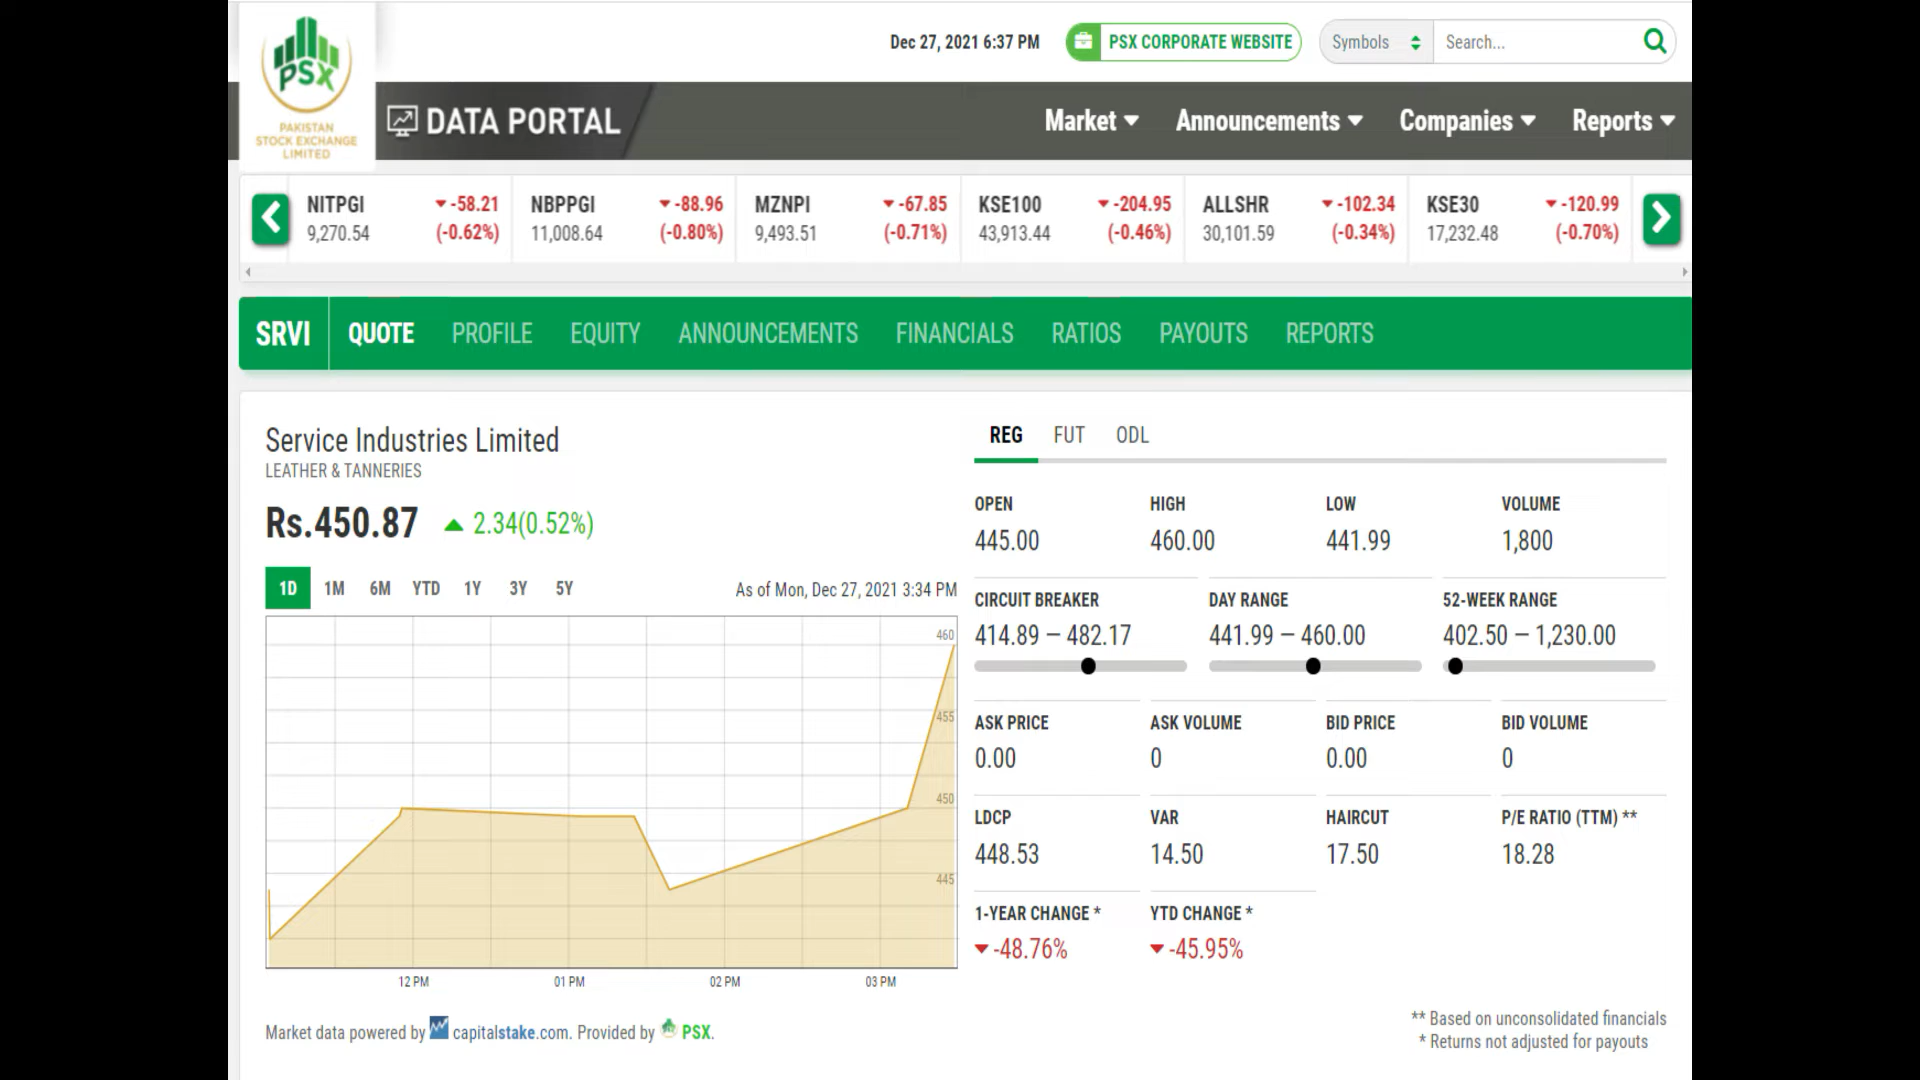 PSX
PAKISTAN
STOCK EXCHANGE
LIMITED
Dec 27, 2021 6:37 PM
PSX CORPORATE WEBSITE
Symbols
Search...
DATA PORTAL
Market
Announcements
Companies
Reports
NITPGI -58.21
9,270.54 (-0.62%)
NBPPGI -88.96
11,008.64 (-0.80%)
MZNPI -67.85
9,493.51 (-0.71%)
KSE100 -204.95
43,913.44 (-0.46%)
ALLSHR -102.34
30,101.59 (-0.34%)
KSE30 -120.99
17,232.48 (-0.70%)
SRVI QUOTE PROFILE EQUITY ANNOUNCEMENTS FINANCIALS RATIOS PAYOUTS REPORTS
Service Industries Limited
LEATHER & TANNERIES
Rs.450.87 2.34(0.52%)
1D 1M 6M YTD 1Y 3Y 5Y
As of Mon, Dec 27, 2021 3:34 PM
460
455
450
445
12 PM 01 PM 02 PM 03 PM
Market data powered by capitalstake.com. Provided by PSX.
REG FUT ODL
OPEN HIGH LOW VOLUME
445.00 460.00 441.99 1,800
CIRCUIT BREAKER DAY RANGE 52-WEEK RANGE
414.89 — 482.17 441.99 — 460.00 402.50 — 1,230.00
ASK PRICE ASK VOLUME BID PRICE BID VOLUME
0.00 0 0.00 0
LDCP VAR HAIRCUT P/E RATIO (TTM) **
448.53 14.50 17.50 18.28
1-YEAR CHANGE * YTD CHANGE *
-48.76% -45.95%
** Based on unconsolidated financials
* Returns not adjusted for payouts